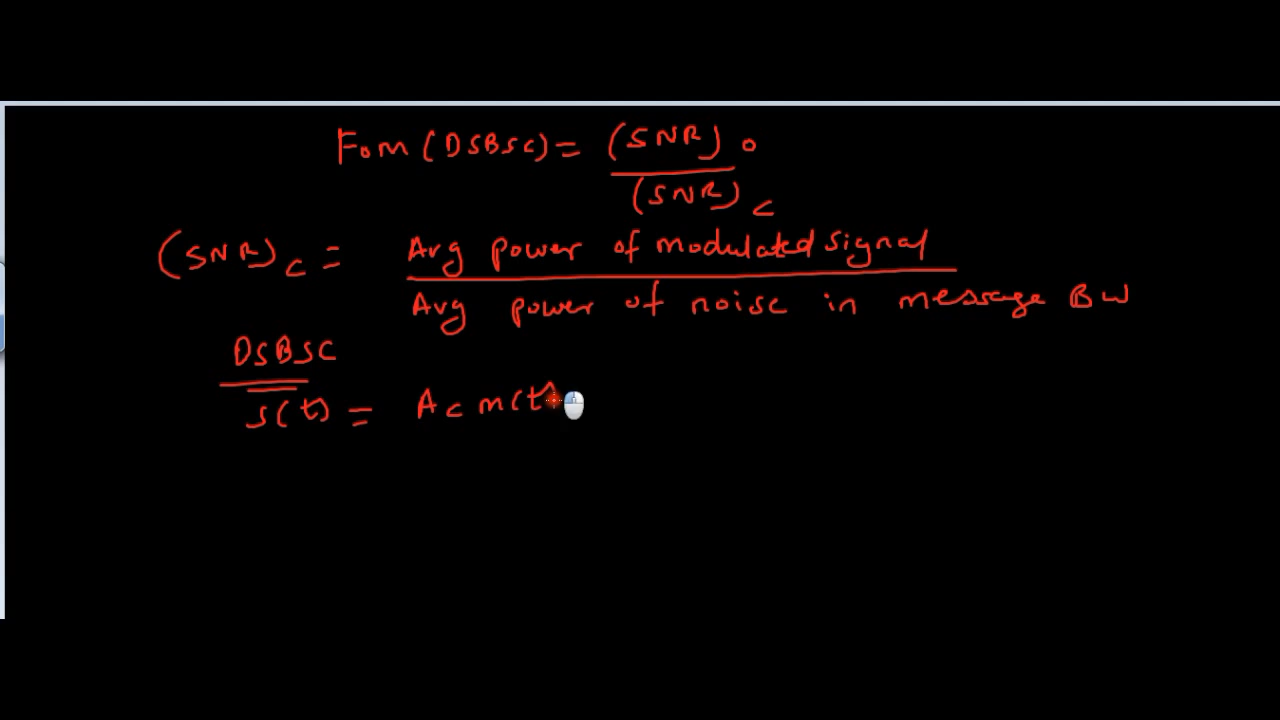 Fom (DSBSC) = (SNR)o
(SNR)c
(SNR)c = Avg power of modulated signal
Avg power of noise in message BW
DSBSC
s(t) = Ac m(t)